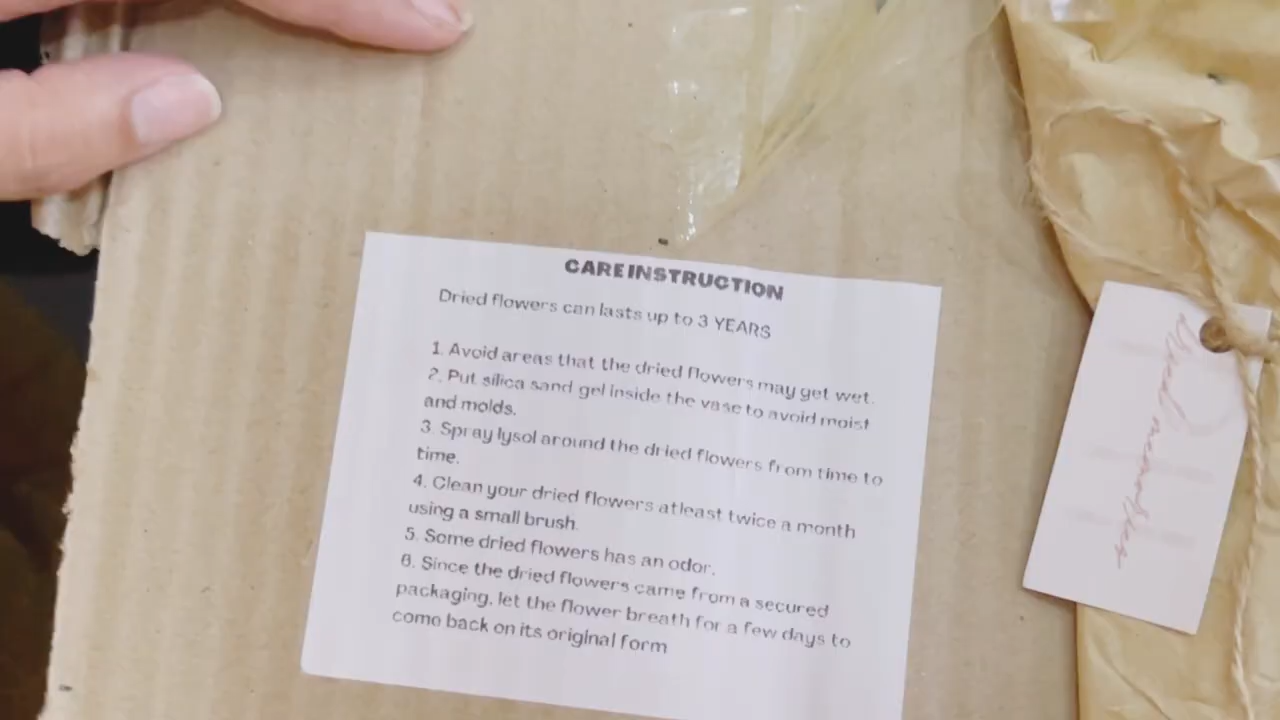 CARE INSTRUCTION
Dried flowers can lasts up to 3 YEARS
1. Avoid areas that the dried flowers may get wet.
2. Put silica sand gel inside the vase to avoid moist
and molds.
3. Spray lysol around the dried flowers from time to
time.
4. Clean your dried flowers atleast twice a month
using a small brush.
5. Some dried flowers has an odor.
6. Since the dried flowers came from a secured
packaging, let the flower breath for a few days to
come back on its original form